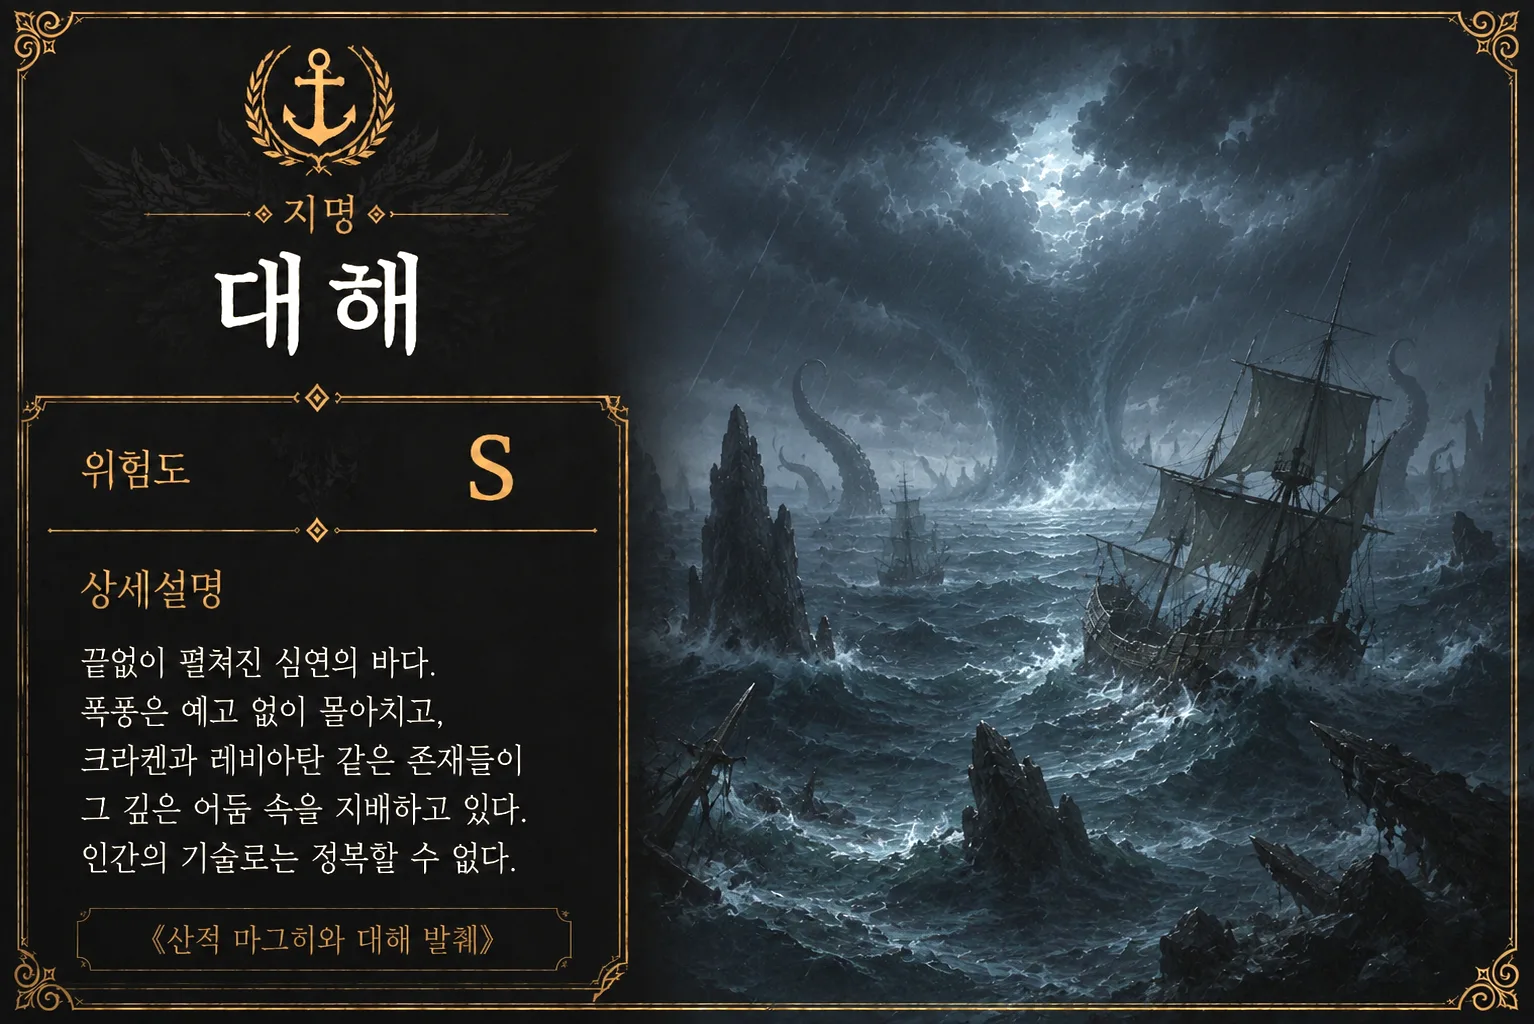 지명
대해
위험도
S
상세설명
끝없이 펼쳐진 심연의 바다.
폭풍은 예고 없이 몰아치고,
크라켄과 레비아탄 같은 존재들이
그 깊은 어둠 속을 지배하고 있다.
인간의 기술로는 정복할 수 없다.
《산적 마그히와 대해 발췌》